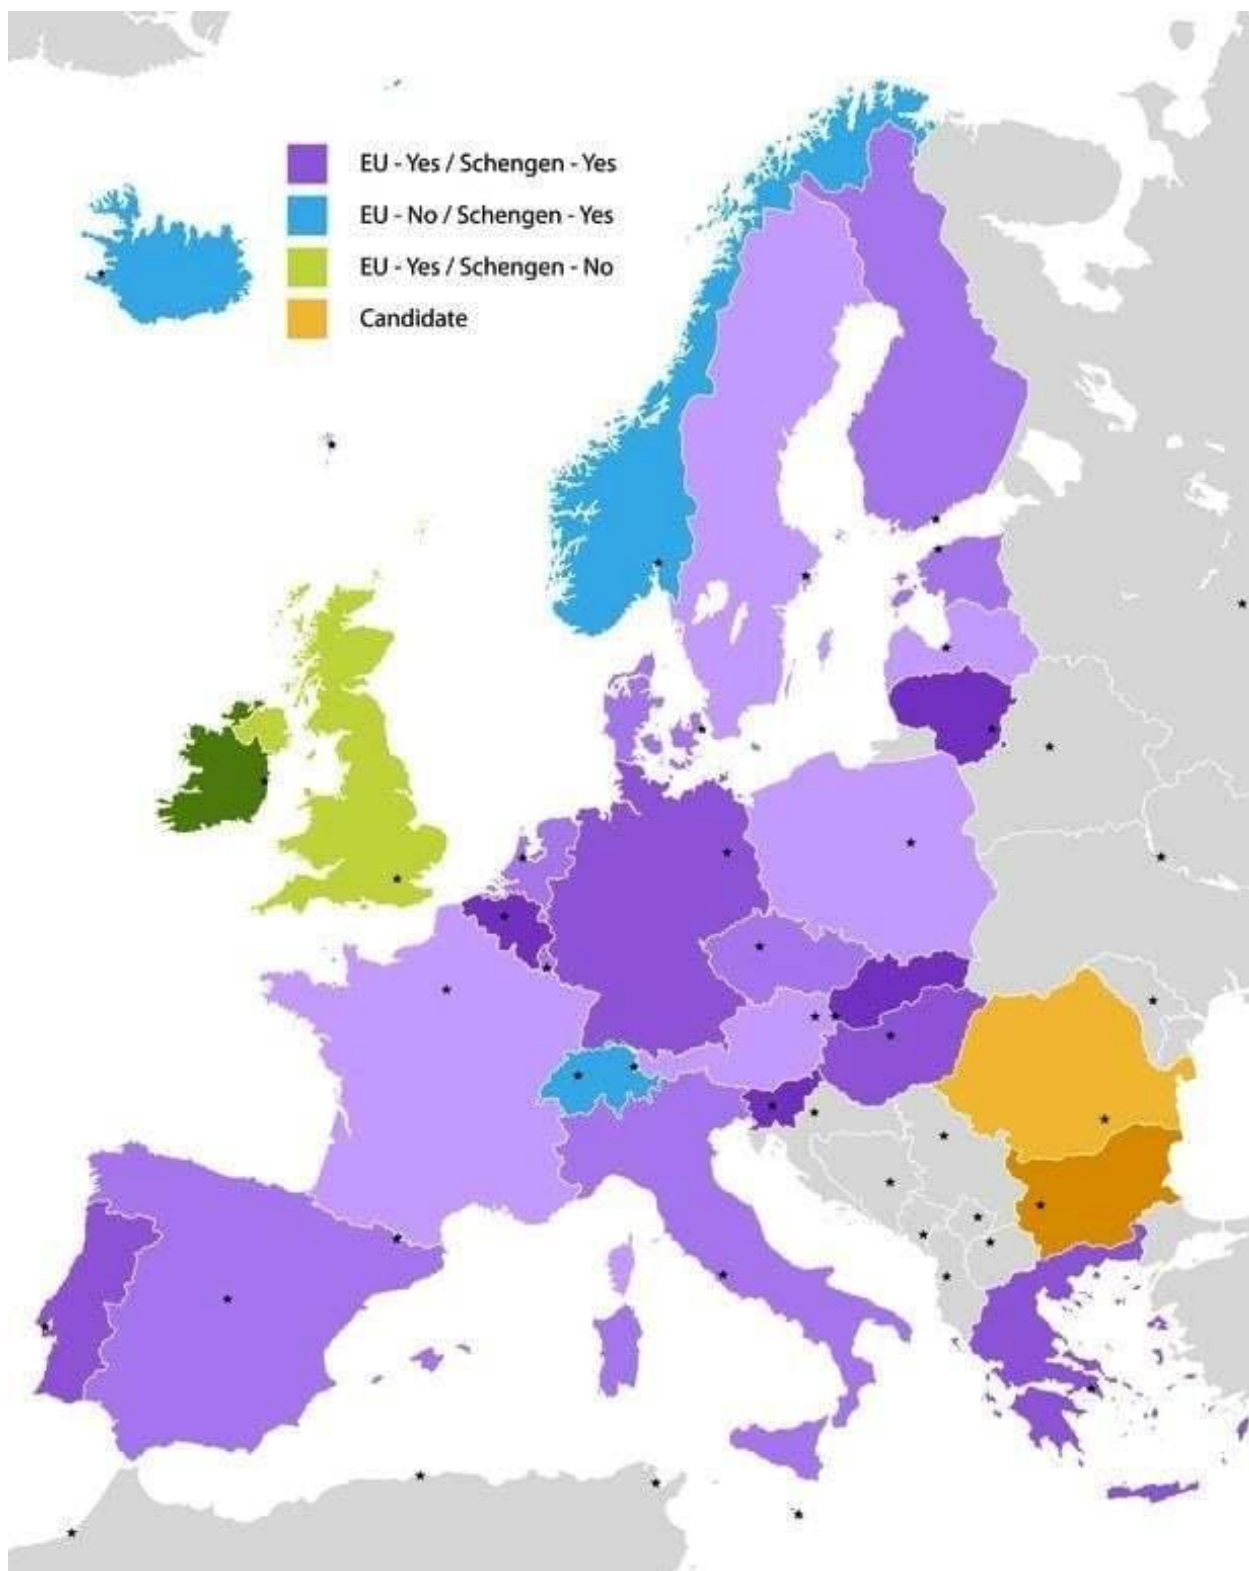 EU - Yes / Schengen - Yes
EU - No / Schengen - Yes
EU - Yes / Schengen - No
Candidate